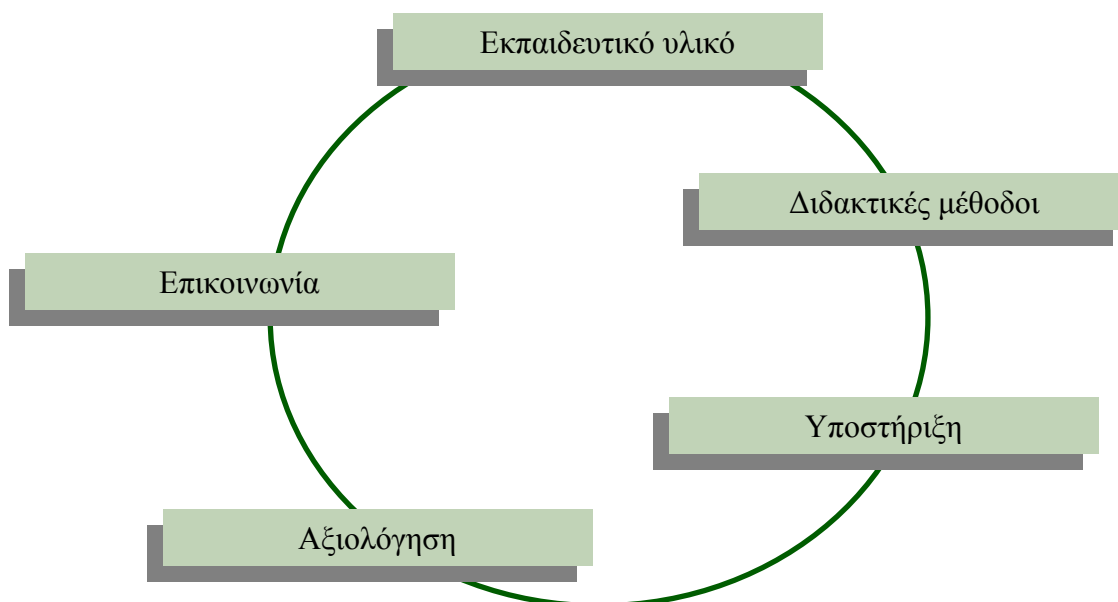 Εκπαιδευτικό υλικό
Διδακτικές μέθοδοι
Επικοινωνία
Υποστήριξη
Αξιολόγηση